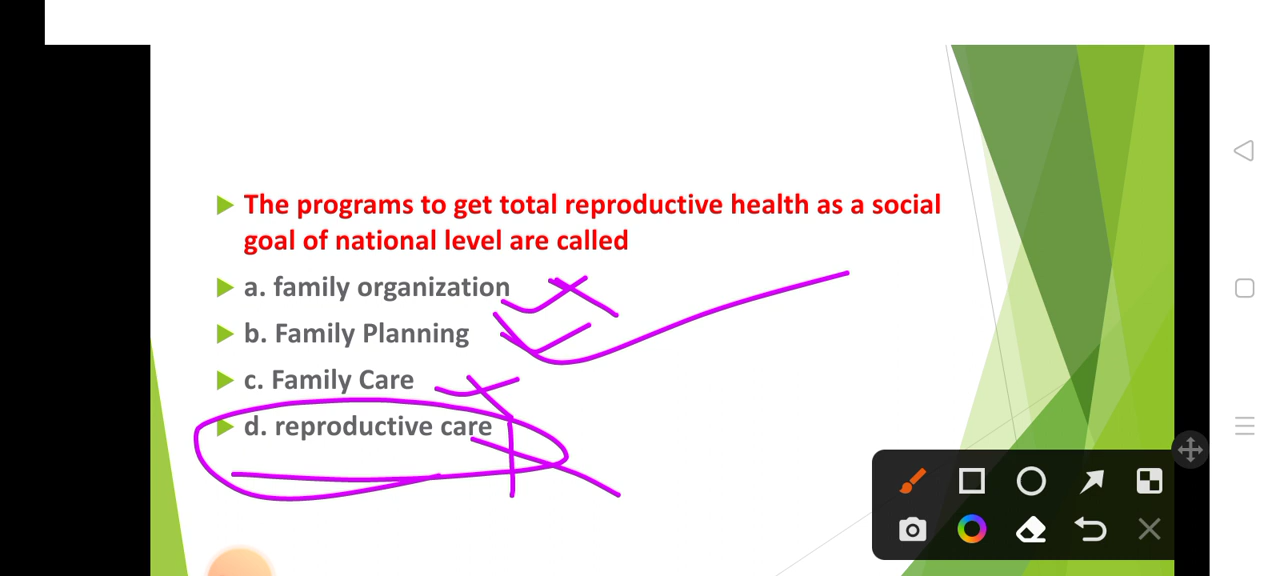 The programs to get total reproductive health as a social
goal of national level are called
a. family organization
b. Family Planning
c. Family Care
d. reproductive care